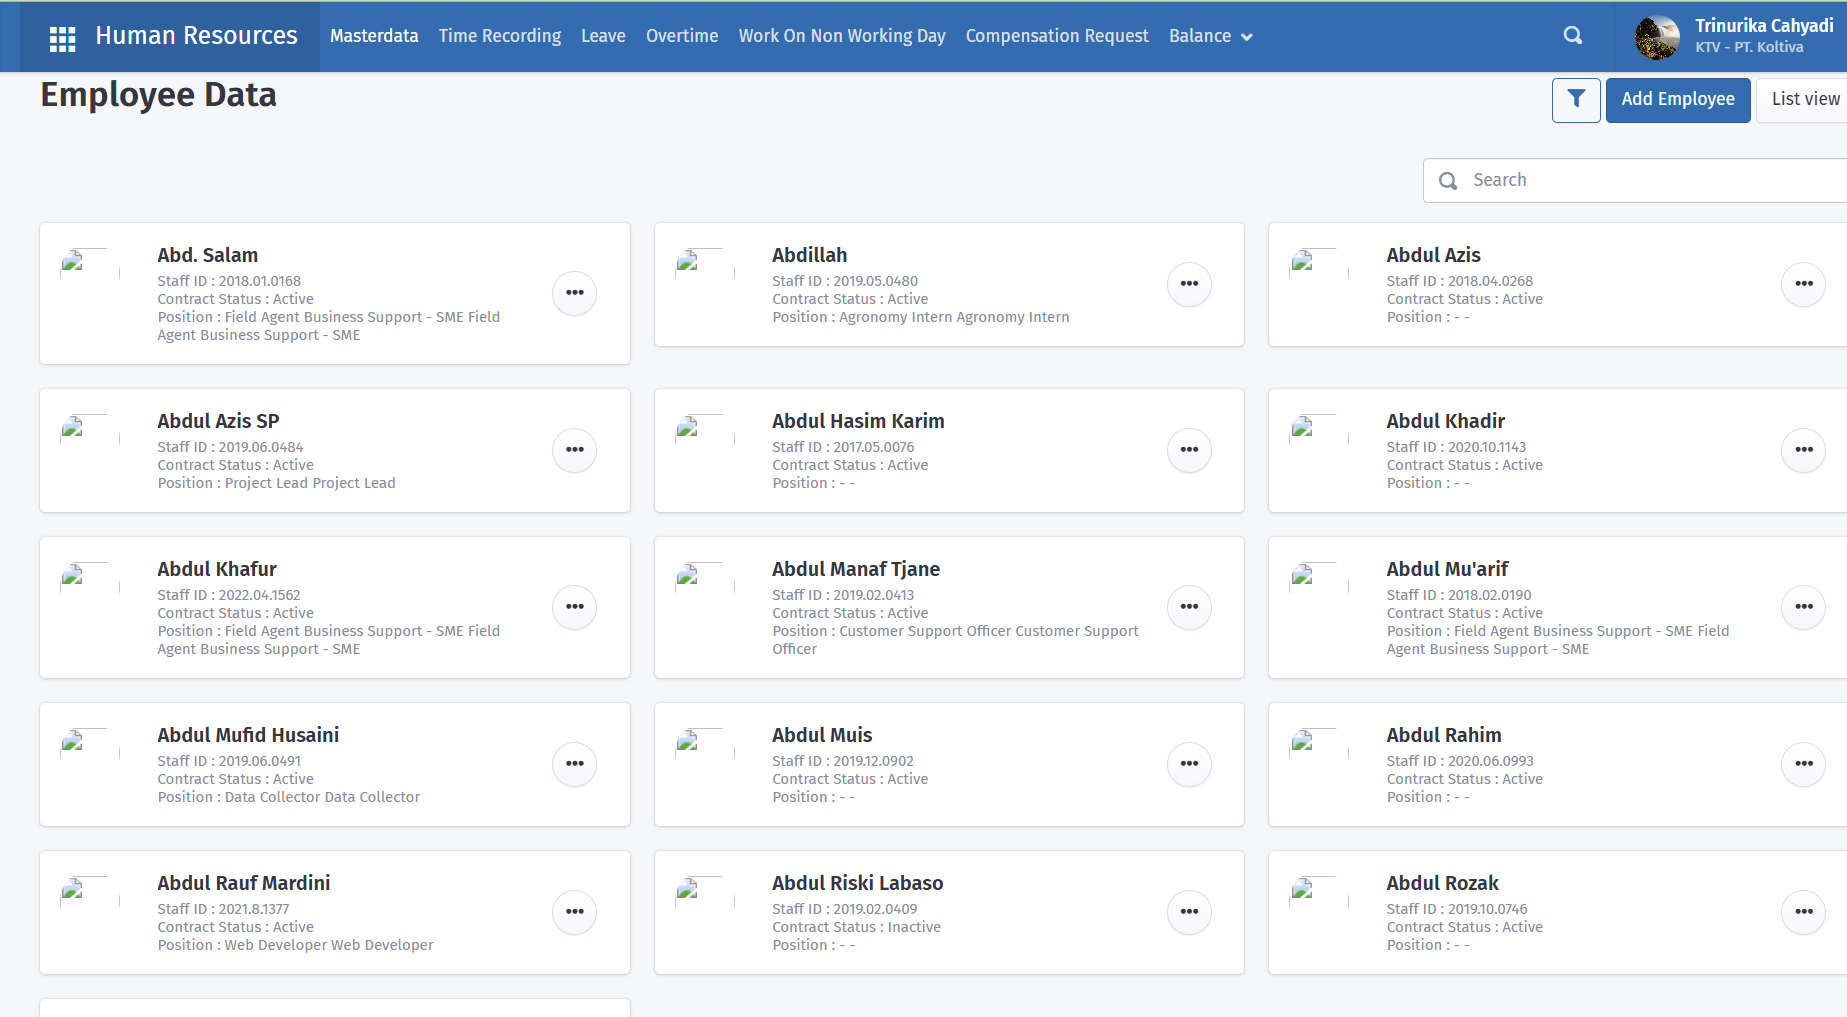 Human Resources
Masterdata
Time Recording
Leave
Overtime
Work On Non Working Day
Compensation Request
Balance
Trinurika Cahyadi
KTV - PT. Koltiva
Employee Data
Add Employee
List view
Search
Abd. Salam
Staff ID : 2018.01.0168
Contract Status : Active
Position : Field Agent Business Support - SME Field
Agent Business Support - SME
Abdillah
Staff ID : 2019.05.0480
Contract Status : Active
Position : Agronomy Intern Agronomy Intern
Abdul Azis
Staff ID : 2018.04.0268
Contract Status : Active
Position : - -
Abdul Azis SP
Staff ID : 2019.06.0484
Contract Status : Active
Position : Project Lead Project Lead
Abdul Hasim Karim
Staff ID : 2017.05.0076
Contract Status : Active
Position : - -
Abdul Khadir
Staff ID : 2020.10.1143
Contract Status : Active
Position : - -
Abdul Khafur
Staff ID : 2022.04.1562
Contract Status : Active
Position : Field Agent Business Support - SME Field
Agent Business Support - SME
Abdul Manaf Tjane
Staff ID : 2019.02.0413
Contract Status : Active
Position : Customer Support Officer Customer Support
Officer
Abdul Mu'arif
Staff ID : 2018.02.0190
Contract Status : Active
Position : Field Agent Business Support - SME Field
Agent Business Support - SME
Abdul Mufid Husaini
Staff ID : 2019.06.0491
Contract Status : Active
Position : Data Collector Data Collector
Abdul Muis
Staff ID : 2019.12.0902
Contract Status : Active
Position : - -
Abdul Rahim
Staff ID : 2020.06.0993
Contract Status : Active
Position : - -
Abdul Rauf Mardini
Staff ID : 2021.8.1377
Contract Status : Active
Position : Web Developer Web Developer
Abdul Riski Labaso
Staff ID : 2019.02.0409
Contract Status : Inactive
Position : - -
Abdul Rozak
Staff ID : 2019.10.0746
Contract Status : Active
Position : - -